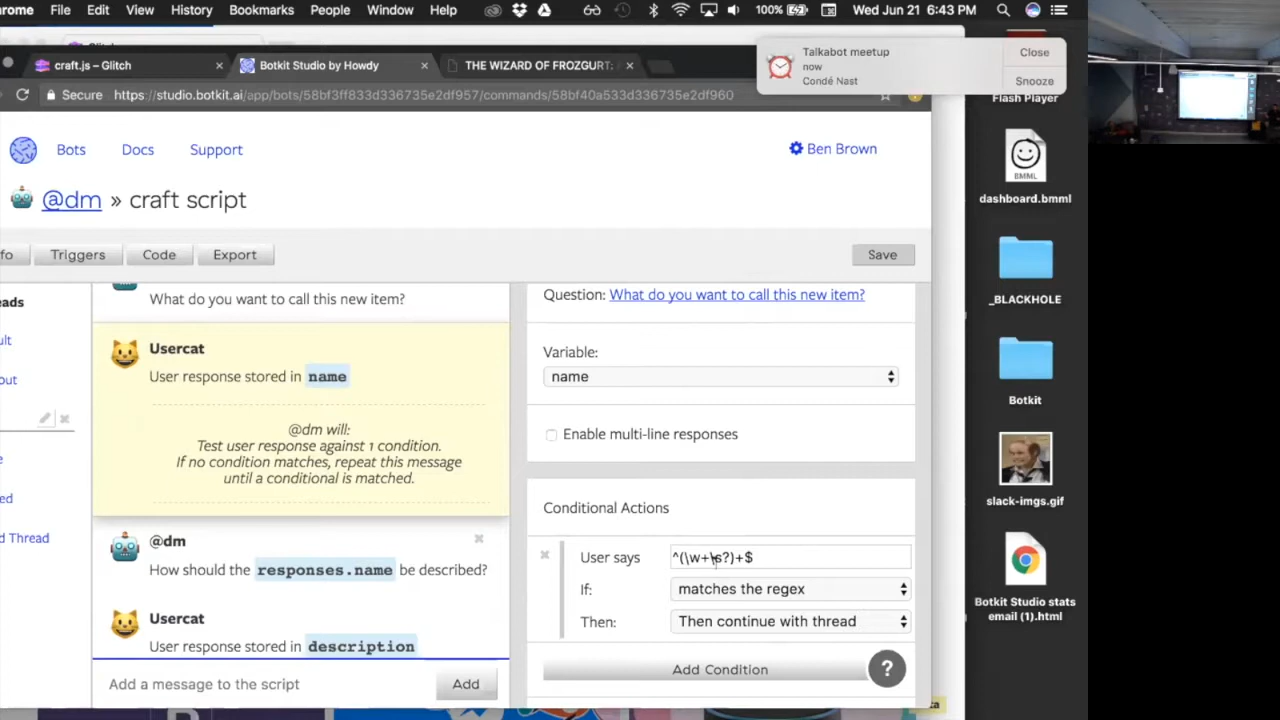 rome File Edit View History Bookmarks People Window Help 100% Wed Jun 21 6:43 PM
craft.js – Glitch × Botkit Studio by Howdy × THE WIZARD OF FROZGURT: ×
Talkabot meetup
now
Condé Nast
Close
Snooze
Secure https://studio.botkit.ai/app/bots/58bf3ff833d336735e2df957/commands/58bf40a533d336735e2df960
Flash Player
Bots Docs Support Ben Brown
BMML
dashboard.bmml
@dm » craft script
fo Triggers Code Export Save
eads
ult
out
ed
d Thread
What do you want to call this new item?
Usercat
User response stored in name
@dm will:
Test user response against 1 condition.
If no condition matches, repeat this message
until a conditional is matched.
@dm
How should the responses.name be described?
Usercat
User response stored in description
Add a message to the script Add
Question: What do you want to call this new item?
Variable:
name
Enable multi-line responses
Conditional Actions
User says ^(\w+\s?)+$
If: matches the regex
Then: Then continue with thread
Add Condition ?
_BLACKHOLE
Botkit
slack-imgs.gif
Botkit Studio stats
email (1).html